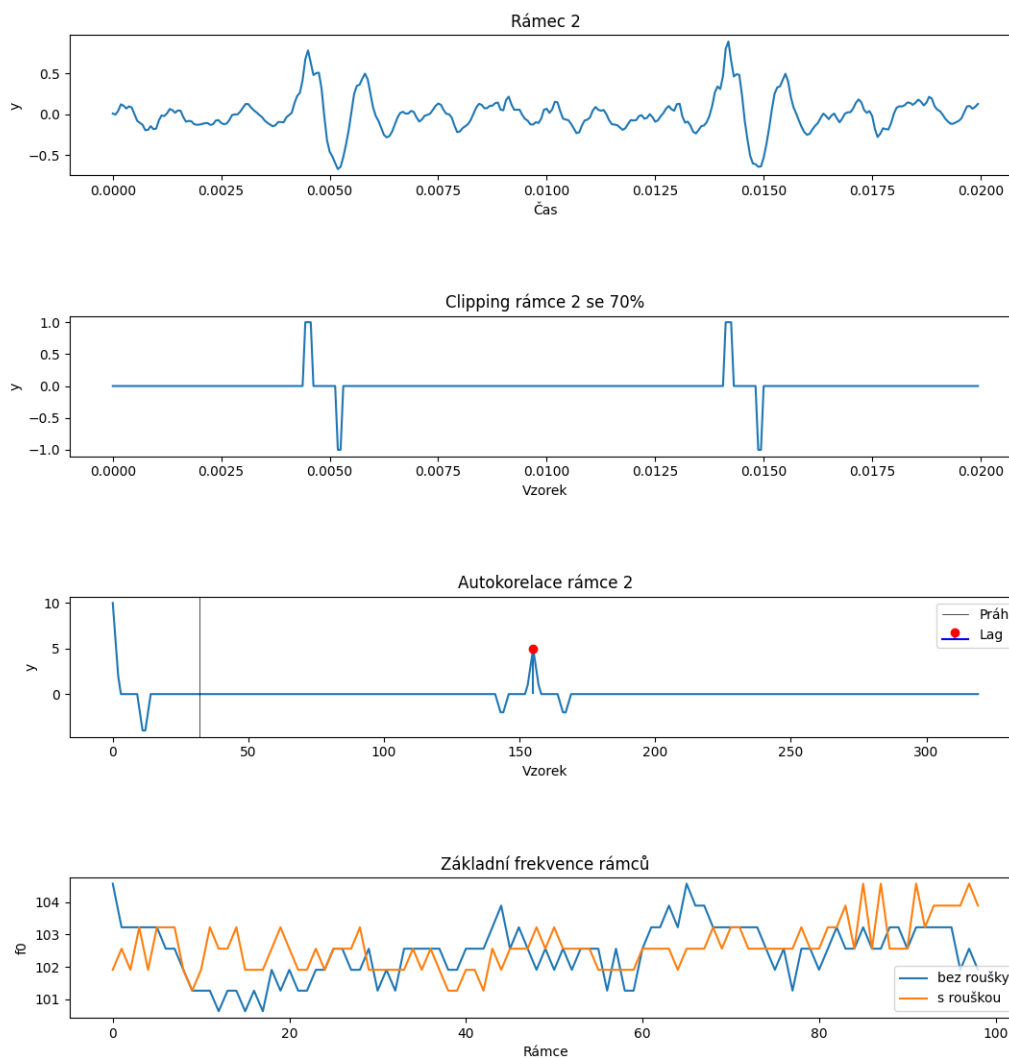 Rámec 2
y
0.5
0.0
−0.5
0.0000 0.0025 0.0050 0.0075 0.0100 0.0125 0.0150 0.0175 0.0200
Čas
Clipping rámce 2 se 70%
y
1.0
0.5
0.0
−0.5
−1.0
0.0000 0.0025 0.0050 0.0075 0.0100 0.0125 0.0150 0.0175 0.0200
Vzorek
Autokorelace rámce 2
y
10
5
0
Práh
Lag
0 50 100 150 200 250 300
Vzorek
Základní frekvence rámců
f0
104
103
102
101
bez roušky
s rouškou
0 20 40 60 80 100
Rámce